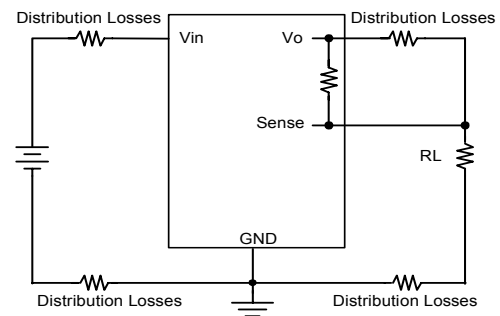 Distribution Losses
Distribution Losses
Vin
Vo
Sense
RL
GND
Distribution Losses
Distribution Losses